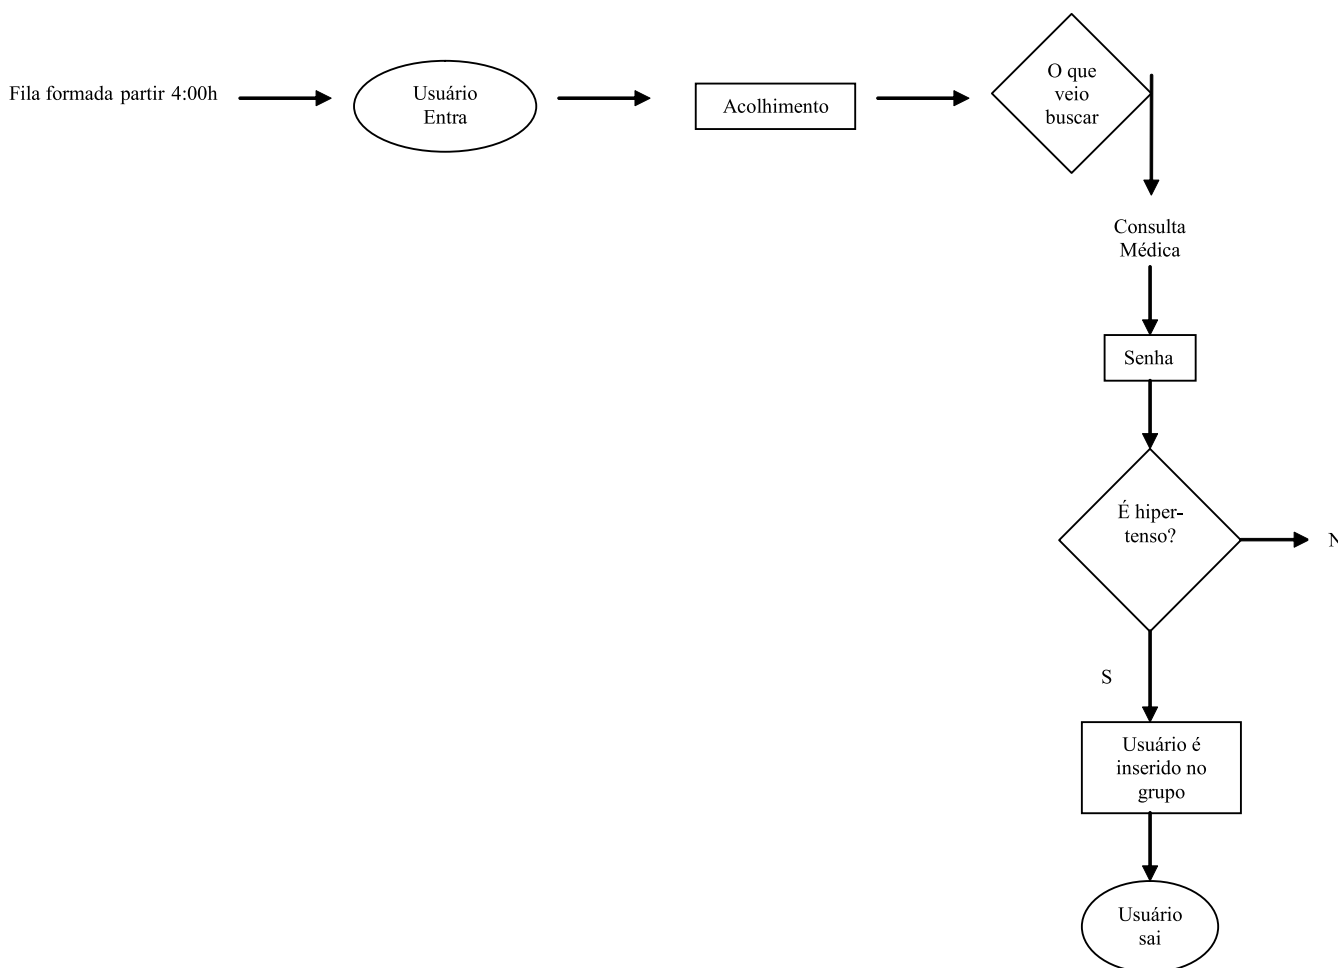 Fila formada partir 4:00h
Usuário
Entra
Acolhimento
O que
veio
buscar
Consulta
Médica
Senha
É hiper-
tenso?
N
S
Usuário é
inserido no
grupo
Usuário
sai